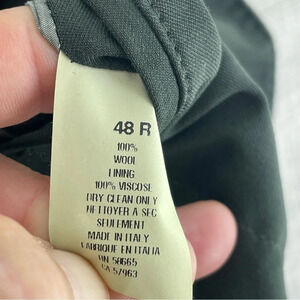 48 R
100%
WOOL
LINING
100% VISCOSE
DRY CLEAN ONLY
NETTOYER A SEC
SEULEMENT
MADE IN ITALY
FABRIQUE EN ITALIA
RN 58665
CA 57963